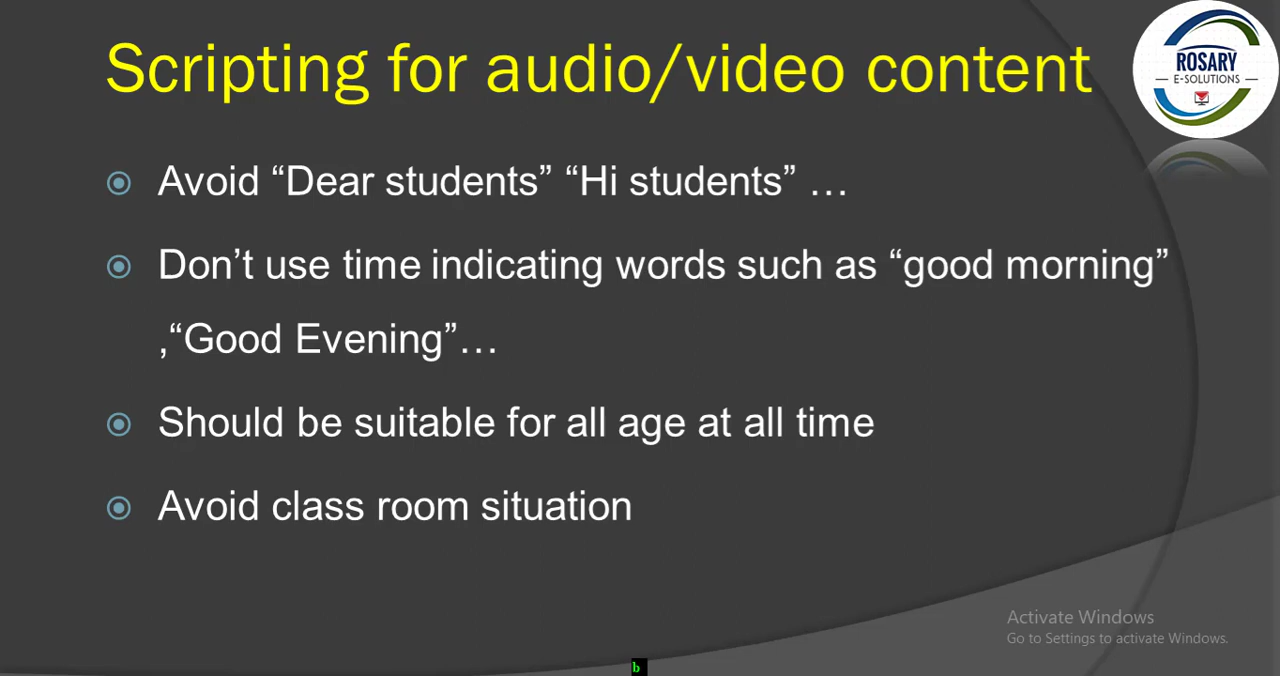 Scripting for audio/video content
ROSARY
E-SOLUTIONS
Avoid “Dear students” “Hi students” …
Don’t use time indicating words such as “good morning”
,“Good Evening”…
Should be suitable for all age at all time
Avoid class room situation
Activate Windows
Go to Settings to activate Windows.
b